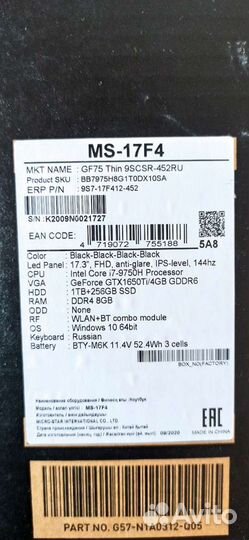 MS-17F4
MKT NAME : GF75 Thin 9SCSR-452RU
Product SKU : BB7975H8G1T0DX10SA
ERP P/N : 9S7-17F412-452
S/N: K2009N0021727
EAN CODE:
4 719072 755188 5A8
Color : Black-Black-Black-Black
Led Panel : 17.3", FHD, anti-glare, IPS-level, 144hz
CPU : Intel Core i7-9750H Processor
VGA : GeForce GTX1650Ti/4GB GDDR6
HDD : 1TB+256GB SSD
RAM : DDR4 8GB
ODD : None
RF : WLAN+BT combo module
OS : Windows 10 64bit
Keyboard : Russian
Battery : BTY-M6K 11.4V 52.4Wh 3 cells
BOX_NO(FACTORY)
MS-17F4
MICRO-STAR INTERNATIONAL CO., LTD
09/2020
EAC
PART NO. G57-N1A0312-Q05
Avito